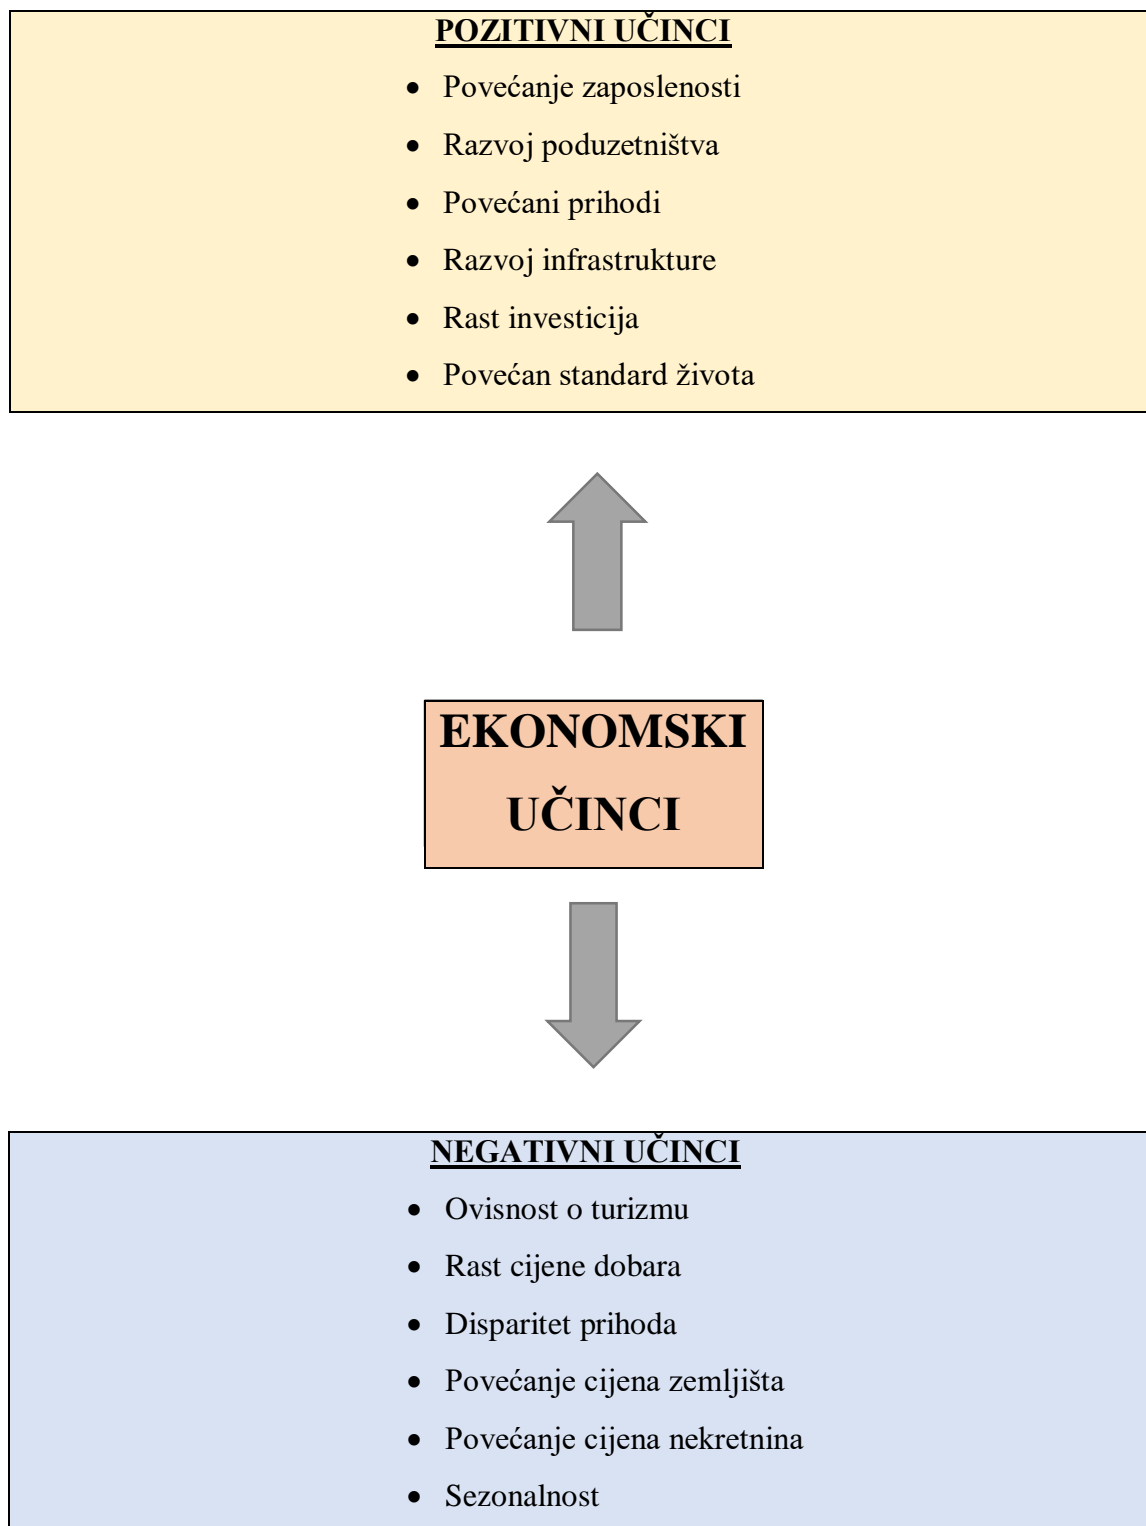 POZITIVNI UČINCI
• Povećanje zaposlenosti
• Razvoj poduzetništva
• Povećani prihodi
• Razvoj infrastrukture
• Rast investicija
• Povećan standard života
EKONOMSKI
UČINCI
NEGATIVNI UČINCI
• Ovisnost o turizmu
• Rast cijene dobara
• Disparitet prihoda
• Povećanje cijena zemljišta
• Povećanje cijena nekretnina
• Sezonalnost